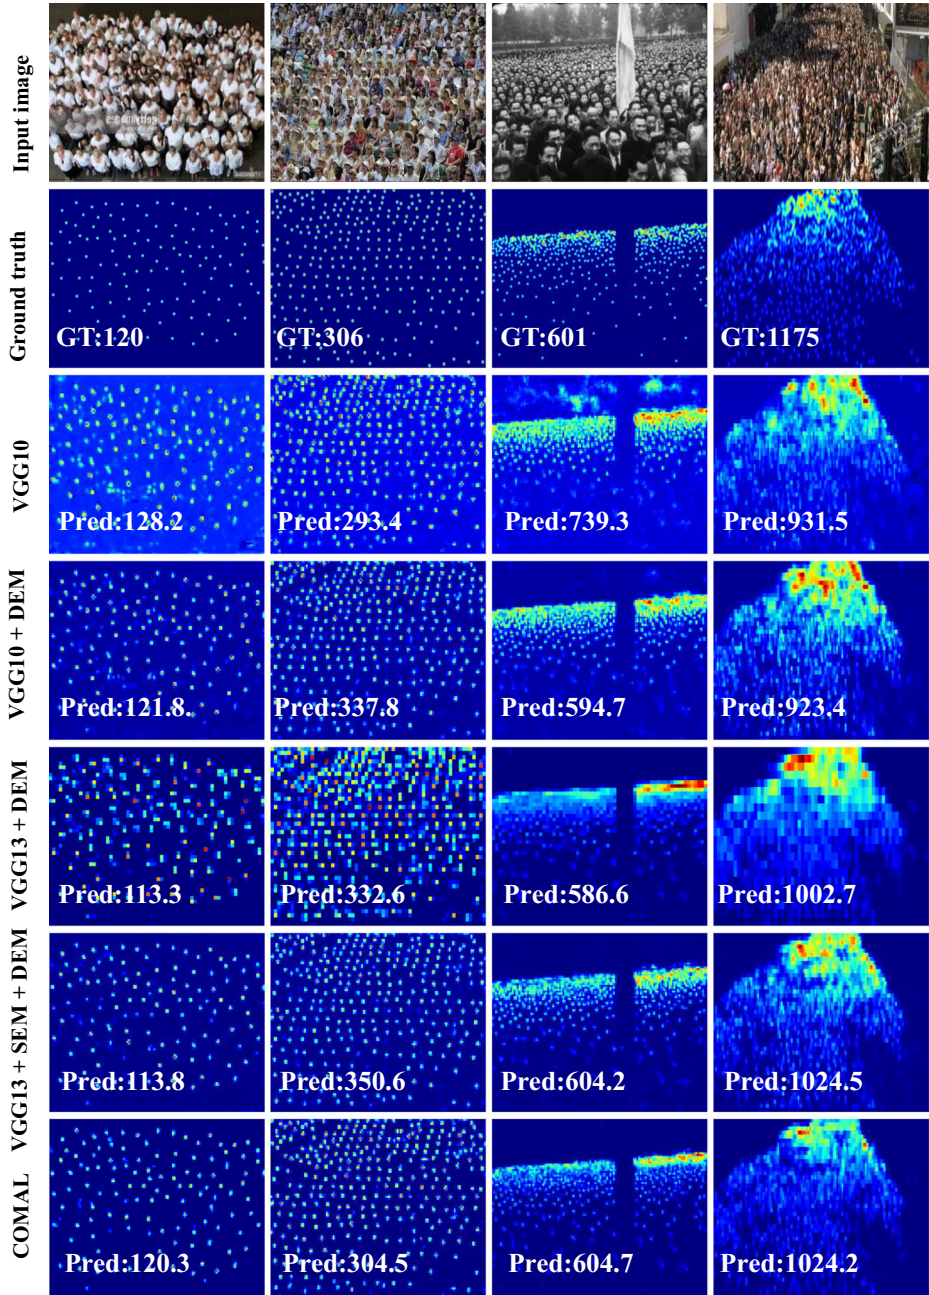 Input image
gettyimages
Ground truth
GT:120
GT:306
GT:601
GT:1175
VGG10
Pred:128.2
Pred:293.4
Pred:739.3
Pred:931.5
VGG10 + DEM
Pred:121.8
Pred:337.8
Pred:594.7
Pred:923.4
VGG13 + DEM
Pred:113.3
Pred:332.6
Pred:586.6
Pred:1002.7
VGG13 + SEM + DEM
Pred:113.8
Pred:350.6
Pred:604.2
Pred:1024.5
COMAL
Pred:120.3
Pred:304.5
Pred:604.7
Pred:1024.2